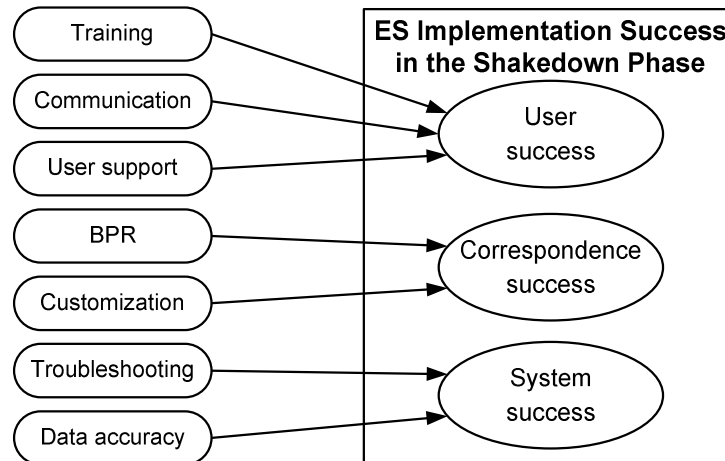 Training
Communication
User support
BPR
Customization
Troubleshooting
Data accuracy
ES Implementation Success
in the Shakedown Phase
User
success
Correspondence
success
System
success